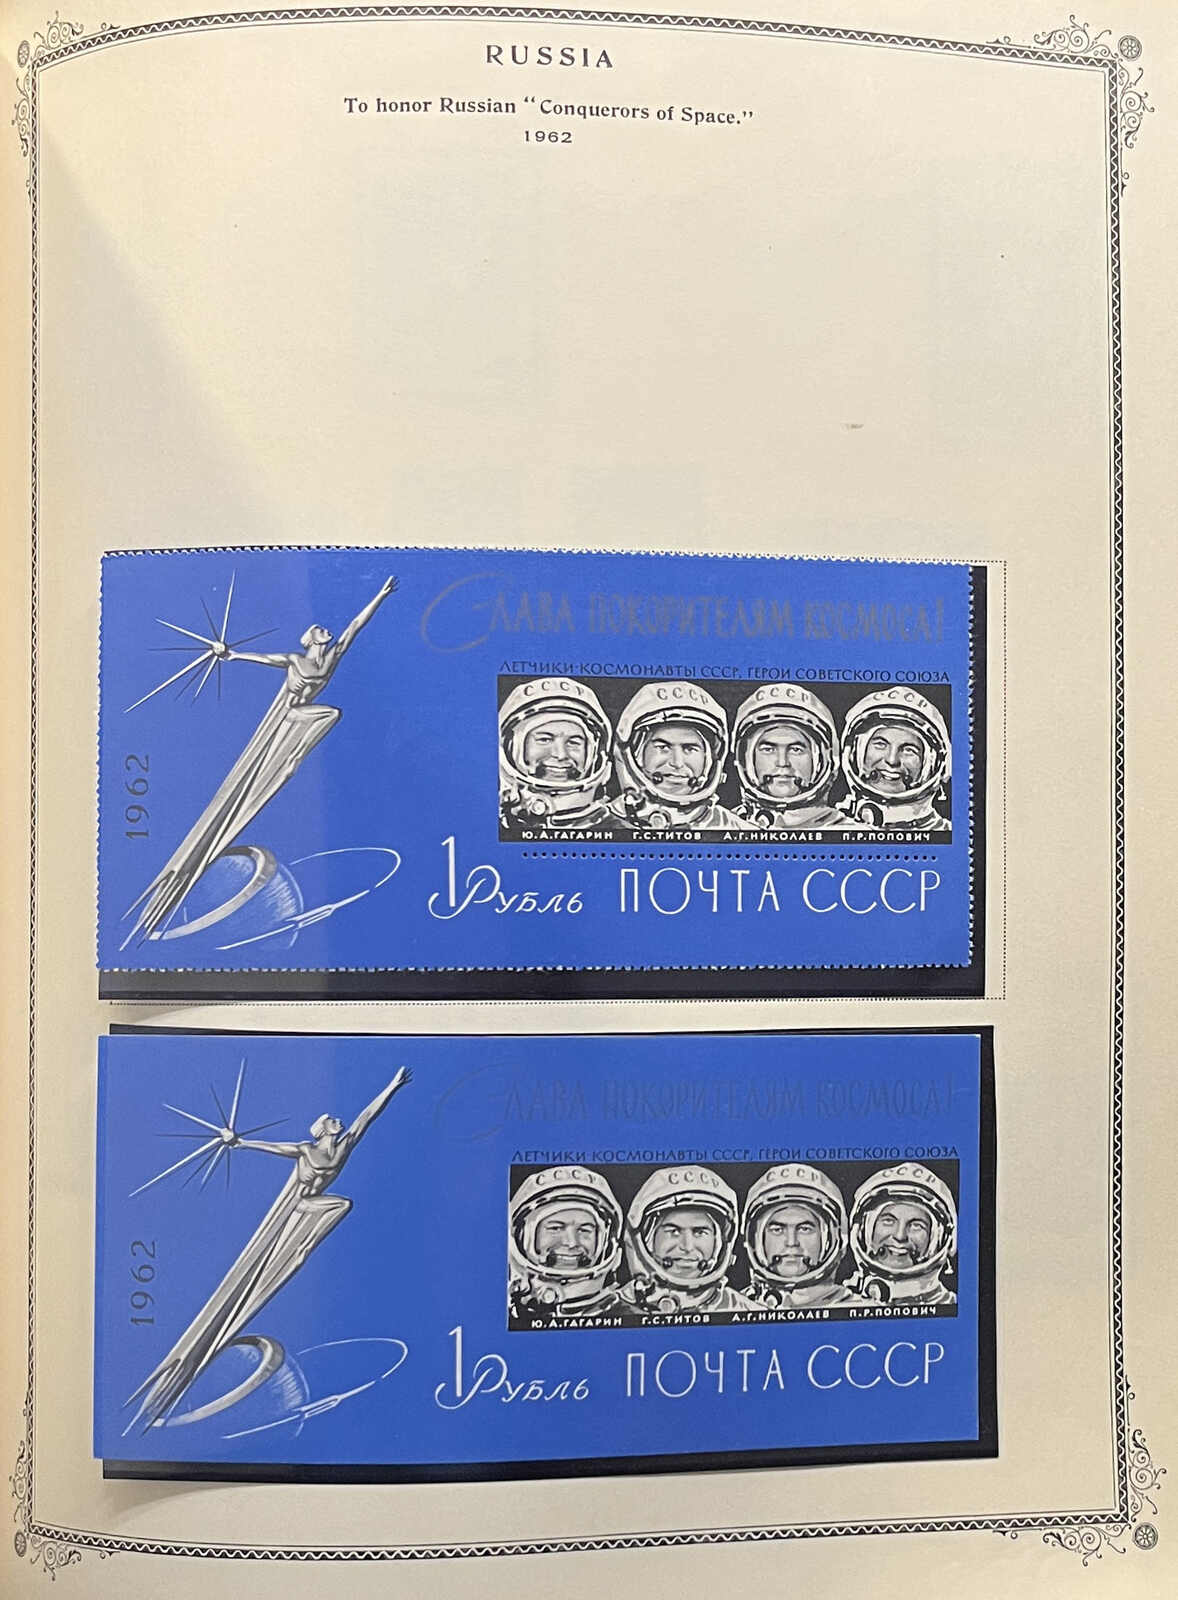 RUSSIA
To honor Russian “Conquerors of Space.”
1962
Слава покорителям космоса!
ЛЕТЧИКИ-КОСМОНАВТЫ СССР, ГЕРОИ СОВЕТСКОГО СОЮЗА
СССР СССР СССР СССР
Ю.А.ГАГАРИН Г.С.ТИТОВ А.Г.НИКОЛАЕВ П.Р.ПОПОВИЧ
1962
1 Рубль ПОЧТА СССР
Слава покорителям космоса!
ЛЕТЧИКИ-КОСМОНАВТЫ СССР, ГЕРОИ СОВЕТСКОГО СОЮЗА
СССР СССР СССР СССР
Ю.А.ГАГАРИН Г.С.ТИТОВ А.Г.НИКОЛАЕВ П.Р.ПОПОВИЧ
1962
1 Рубль ПОЧТА СССР